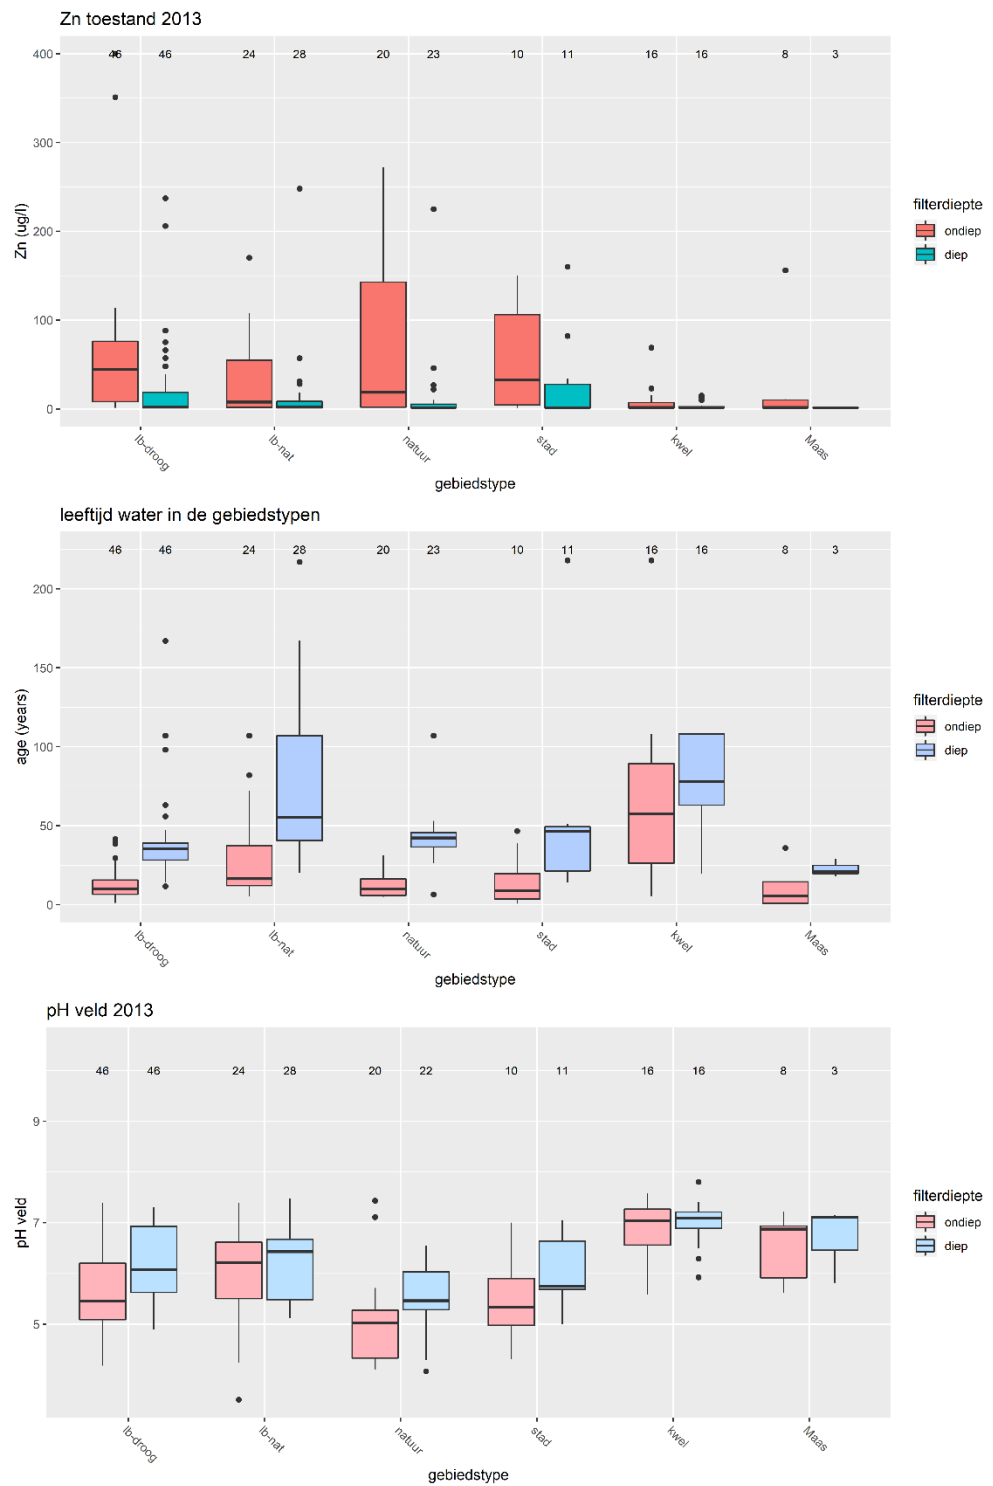 Zn toestand 2013
46 46 24 28 20 23 10 11 16 16 8 3
400
300
200
100
0
Zn (ug/l)
lb-droog lb-nat natuur stad kwel Maas
gebiedstype
filterdiepte
ondiep
diep
leeftijd water in de gebiedstypen
46 46 24 28 20 23 10 11 16 16 8 3
200
150
100
50
0
age (years)
lb-droog lb-nat natuur stad kwel Maas
gebiedstype
filterdiepte
ondiep
diep
pH veld 2013
46 46 24 28 20 22 10 11 16 16 8 3
9
7
5
pH veld
lb-droog lb-nat natuur stad kwel Maas
gebiedstype
filterdiepte
ondiep
diep